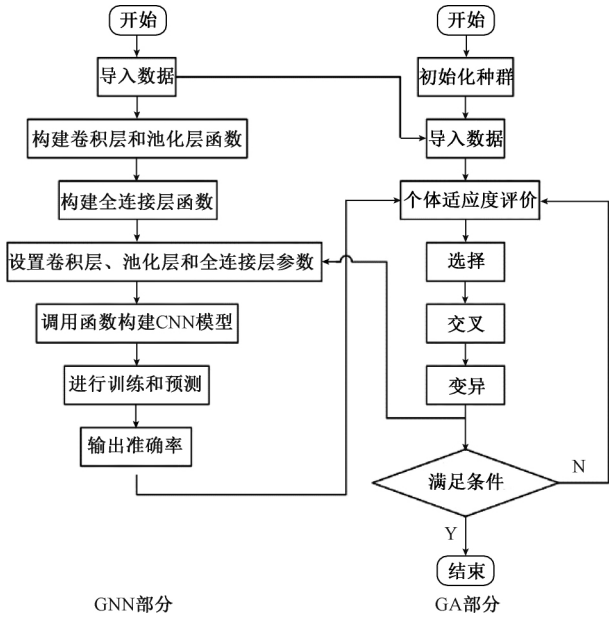 开始
导入数据
构建卷积层和池化层函数
构建全连接层函数
设置卷积层、池化层和全连接层参数
调用函数构建CNN模型
进行训练和预测
输出准确率
GNN部分
开始
初始化种群
导入数据
个体适应度评价
选择
交叉
变异
满足条件
N
Y
结束
GA部分